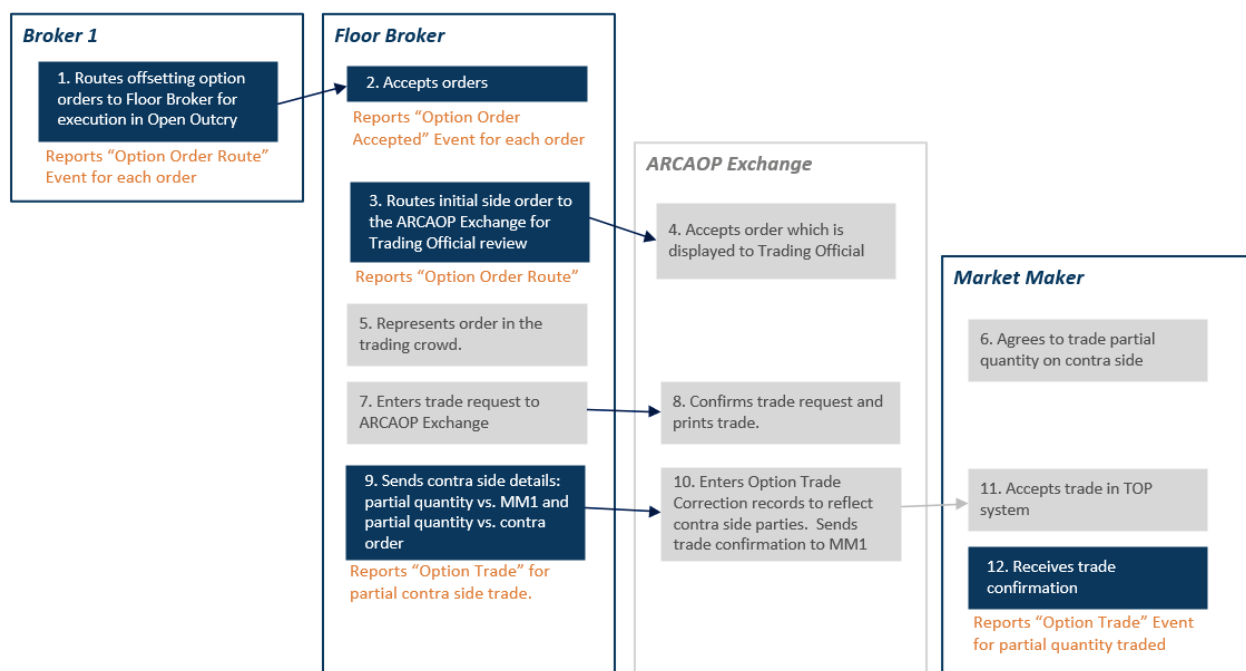 Broker 1
1. Routes offsetting option
orders to Floor Broker for
execution in Open Outcry
Reports “Option Order Route”
Event for each order
Floor Broker
2. Accepts orders
Reports “Option Order
Accepted” Event for each order
3. Routes initial side order to
the ARCAOP Exchange for
Trading Official review
Reports “Option Order Route”
5. Represents order in the
trading crowd.
7. Enters trade request to
ARCAOP Exchange
9. Sends contra side details:
partial quantity vs. MM1 and
partial quantity vs. contra
order
Reports “Option Trade” for
partial contra side trade.
ARCAOP Exchange
4. Accepts order which is
displayed to Trading Official
8. Confirms trade request and
prints trade.
10. Enters Option Trade
Correction records to reflect
contra side parties.  Sends
trade confirmation to MM1
Market Maker
6. Agrees to trade partial
quantity on contra side
11. Accepts trade in TOP
system
12. Receives trade
confirmation
Reports “Option Trade” Event
for partial quantity traded